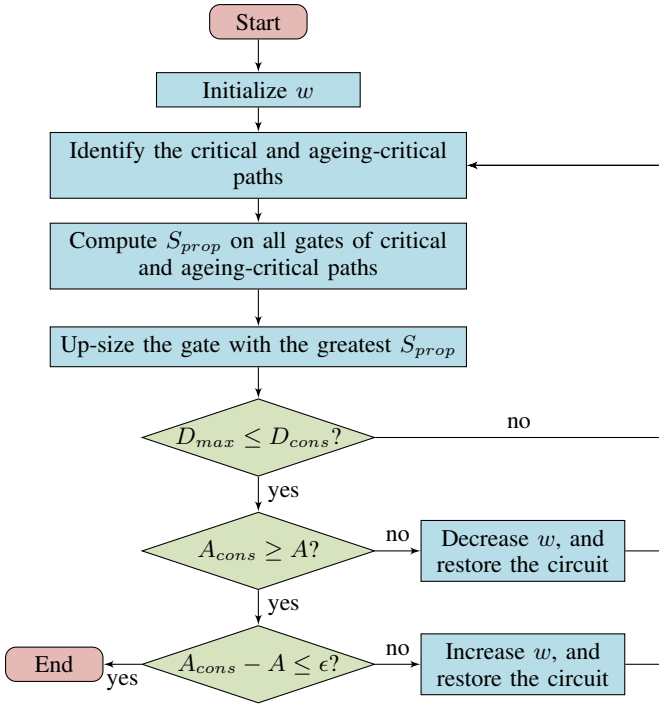 Start
Initialize w
Identify the critical and ageing-critical
paths
Compute S_prop on all gates of critical
and ageing-critical paths
Up-size the gate with the greatest S_prop
D_max ≤ D_cons?
no
yes
A_cons ≥ A?
no
Decrease w, and
restore the circuit
yes
End
yes
A_cons − A ≤ ϵ?
no
Increase w, and
restore the circuit